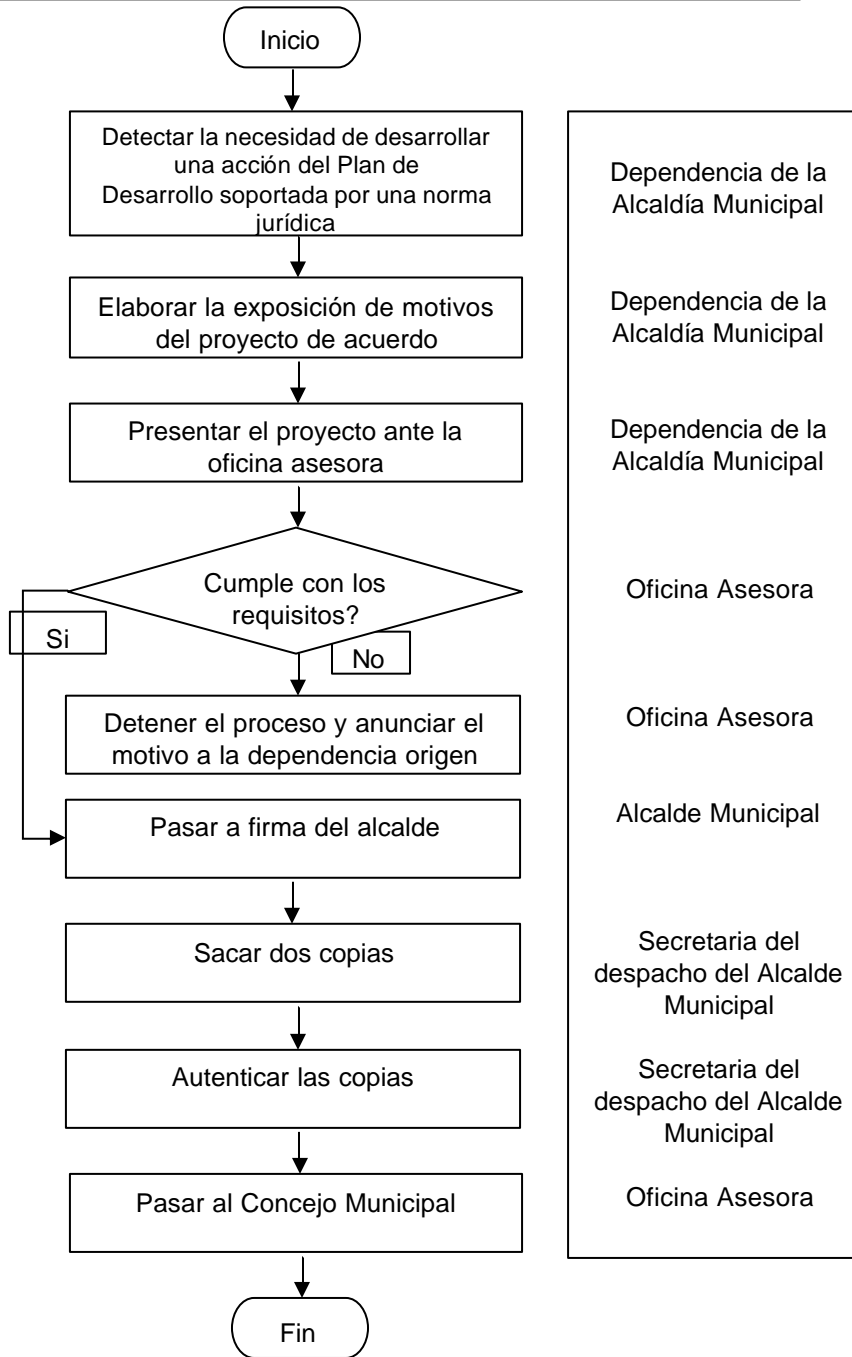 Inicio
Detectar la necesidad de desarrollar
una acción del Plan de
Desarrollo soportada por una norma
jurídica
Dependencia de la
Alcaldía Municipal
Elaborar la exposición de motivos
del proyecto de acuerdo
Dependencia de la
Alcaldía Municipal
Presentar el proyecto ante la
oficina asesora
Dependencia de la
Alcaldía Municipal
Cumple con los
requisitos?
Oficina Asesora
Si
No
Detener el proceso y anunciar el
motivo a la dependencia origen
Oficina Asesora
Pasar a firma del alcalde
Alcalde Municipal
Sacar dos copias
Secretaria del
despacho del Alcalde
Municipal
Autenticar las copias
Secretaria del
despacho del Alcalde
Municipal
Pasar al Concejo Municipal
Oficina Asesora
Fin